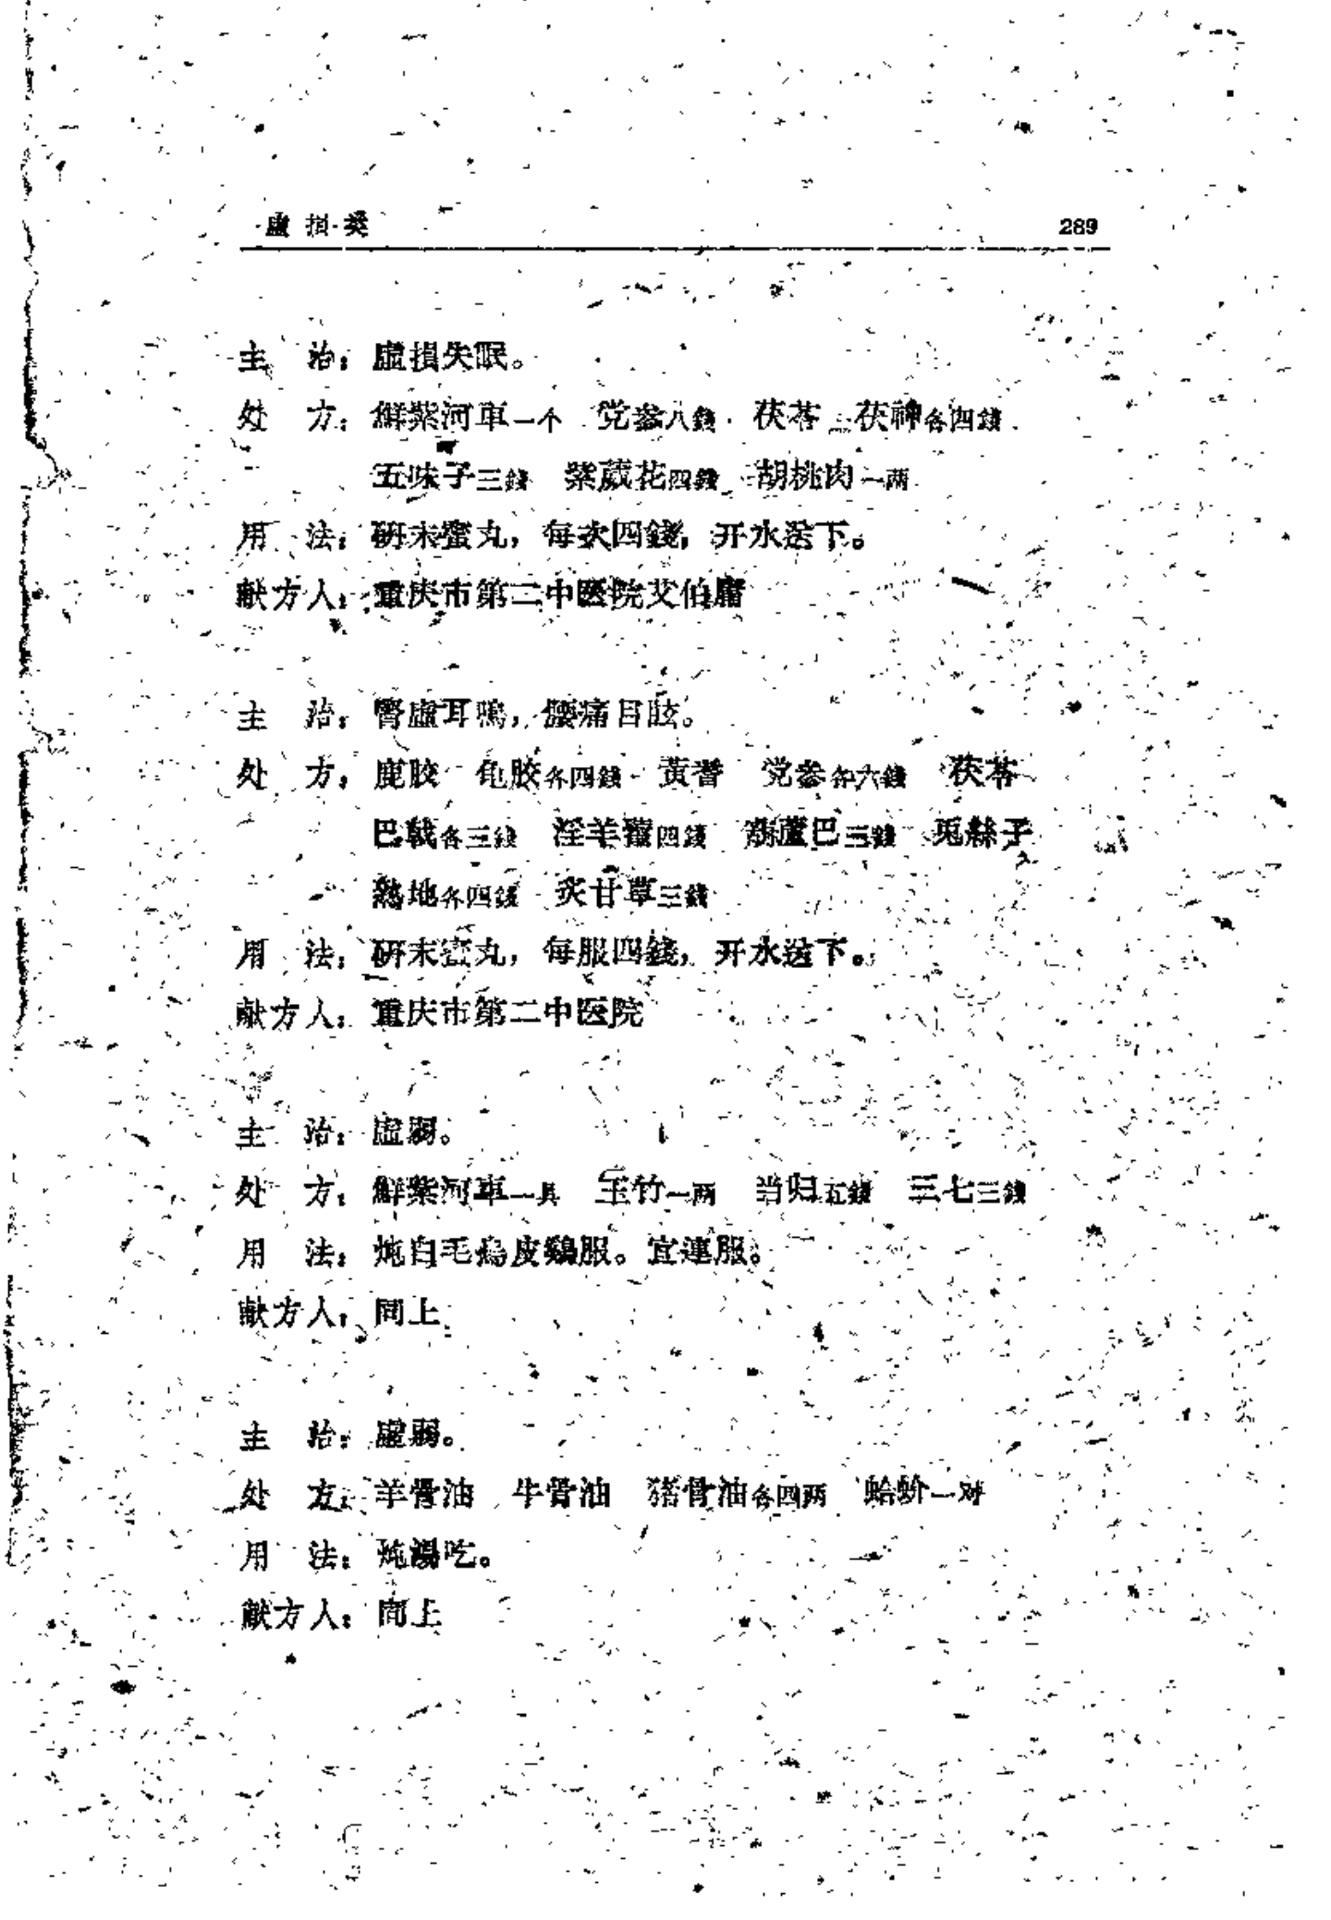 虛損类 289
主　治：虛損失眠。
处　方：鮮紫河車一个　党參八錢　茯苓　茯神各四錢
五味子三錢　紫葳花四錢　胡桃肉一两
用　法：研末蜜丸，每次四錢，开水送下。
献方人：重庆市第二中医院艾伯庸
主　治：腎虛耳鳴，腰痛目眩。
处　方：鹿胶　龟胶各四錢　黃蓍　党參各六錢　茯苓
巴戟各三錢　淫羊藿四錢　葫蘆巴三錢　菟絲子
熟地各四錢　炙甘草三錢
用　法：研末蜜丸，每服四錢，开水送下。
献方人：重庆市第二中医院
主　治：虛弱。
处　方：鮮紫河車一具　玉竹一两　当归五錢　三七三錢
用　法：炖白毛烏皮鷄服。宜連服。
献方人：同上
主　治：虛弱。
处　方：羊骨油　牛骨油　猪骨油各四两　蛤蚧一对
用　法：炖湯吃。
献方人：同上